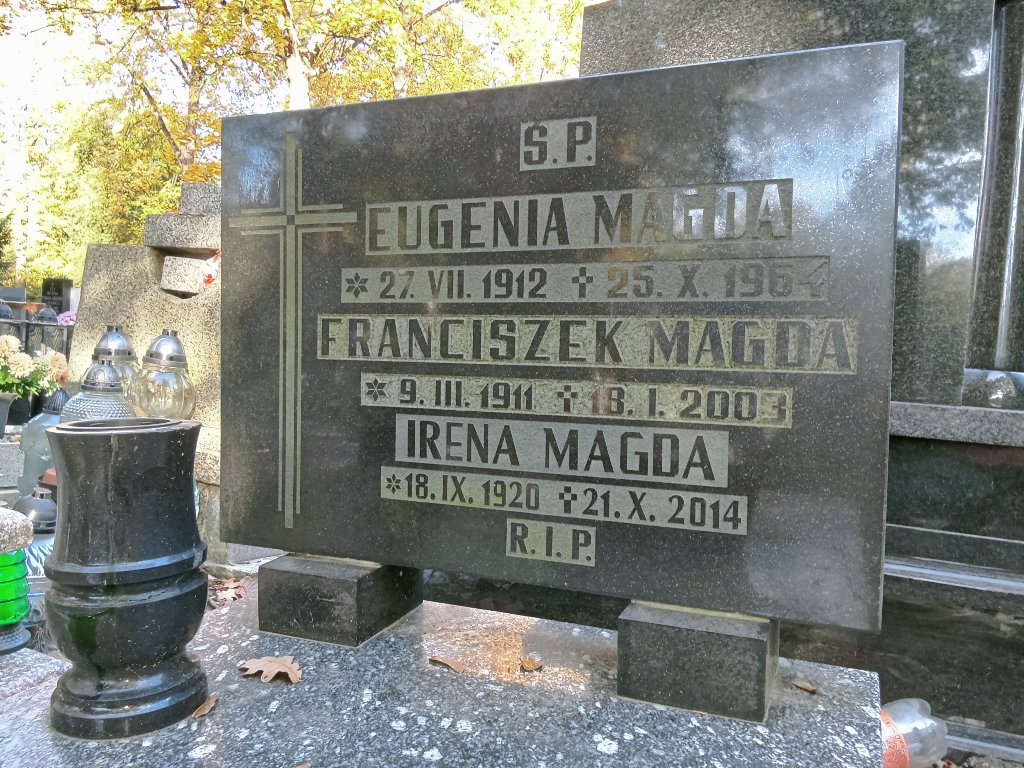 Ś. P.
EUGENIA MAGDA
* 27. VII. 1912 ✝ 25. X. 1964
FRANCISZEK MAGDA
* 9. III. 1911 ✝ 18. I. 2003
IRENA MAGDA
* 18. IX. 1920 ✝ 21. X. 2014
R. I. P.